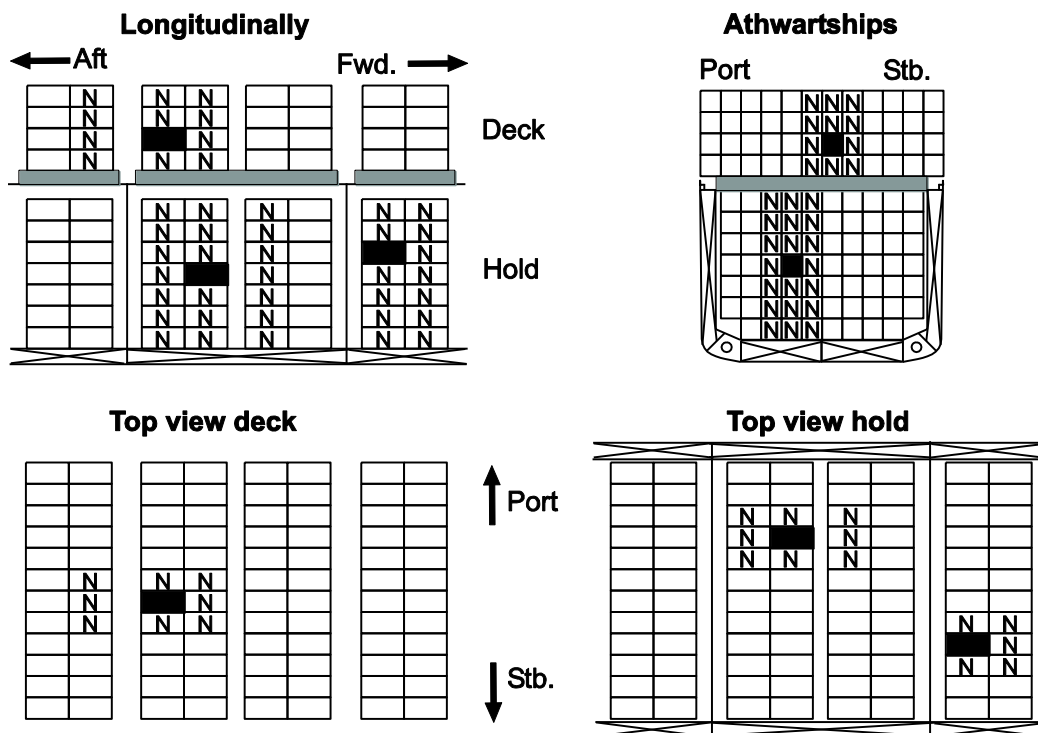 Longitudinally
Aft
Fwd.
N N N
N N N
N N
N N N
Deck
N N N N N
N N N N N
N N N N
N N N N
N N N N N
N N N N N
N N N N N
Hold
Athwartships
Port
Stb.
N N N
N N N
N N
N N N
N N N
N N N
N N N
N N
N N N
N N N
N N N
Top view deck
N N N
N N
N N N
Port
Stb.
Top view hold
N N N
N N
N N N
N N
N
N N